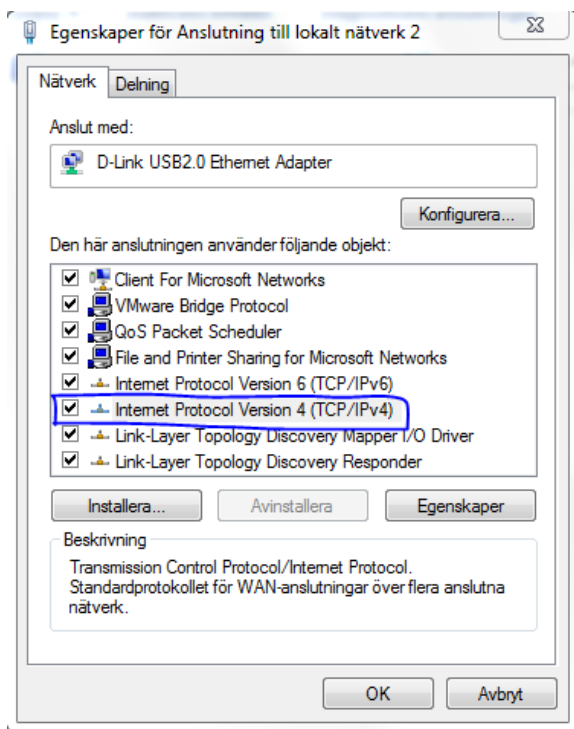 Egenskaper för Anslutning till lokalt nätverk 2
Nätverk
Delning
Anslut med:
D-Link USB2.0 Ethernet Adapter
Konfigurera...
Den här anslutningen använder följande objekt:
Client For Microsoft Networks
VMware Bridge Protocol
QoS Packet Scheduler
File and Printer Sharing for Microsoft Networks
Internet Protocol Version 6 (TCP/IPv6)
Internet Protocol Version 4 (TCP/IPv4)
Link-Layer Topology Discovery Mapper I/O Driver
Link-Layer Topology Discovery Responder
Installera...
Avinstallera
Egenskaper
Beskrivning
Transmission Control Protocol/Internet Protocol.
Standardprotokollet för WAN-anslutningar över flera anslutna
nätverk.
OK
Avbryt